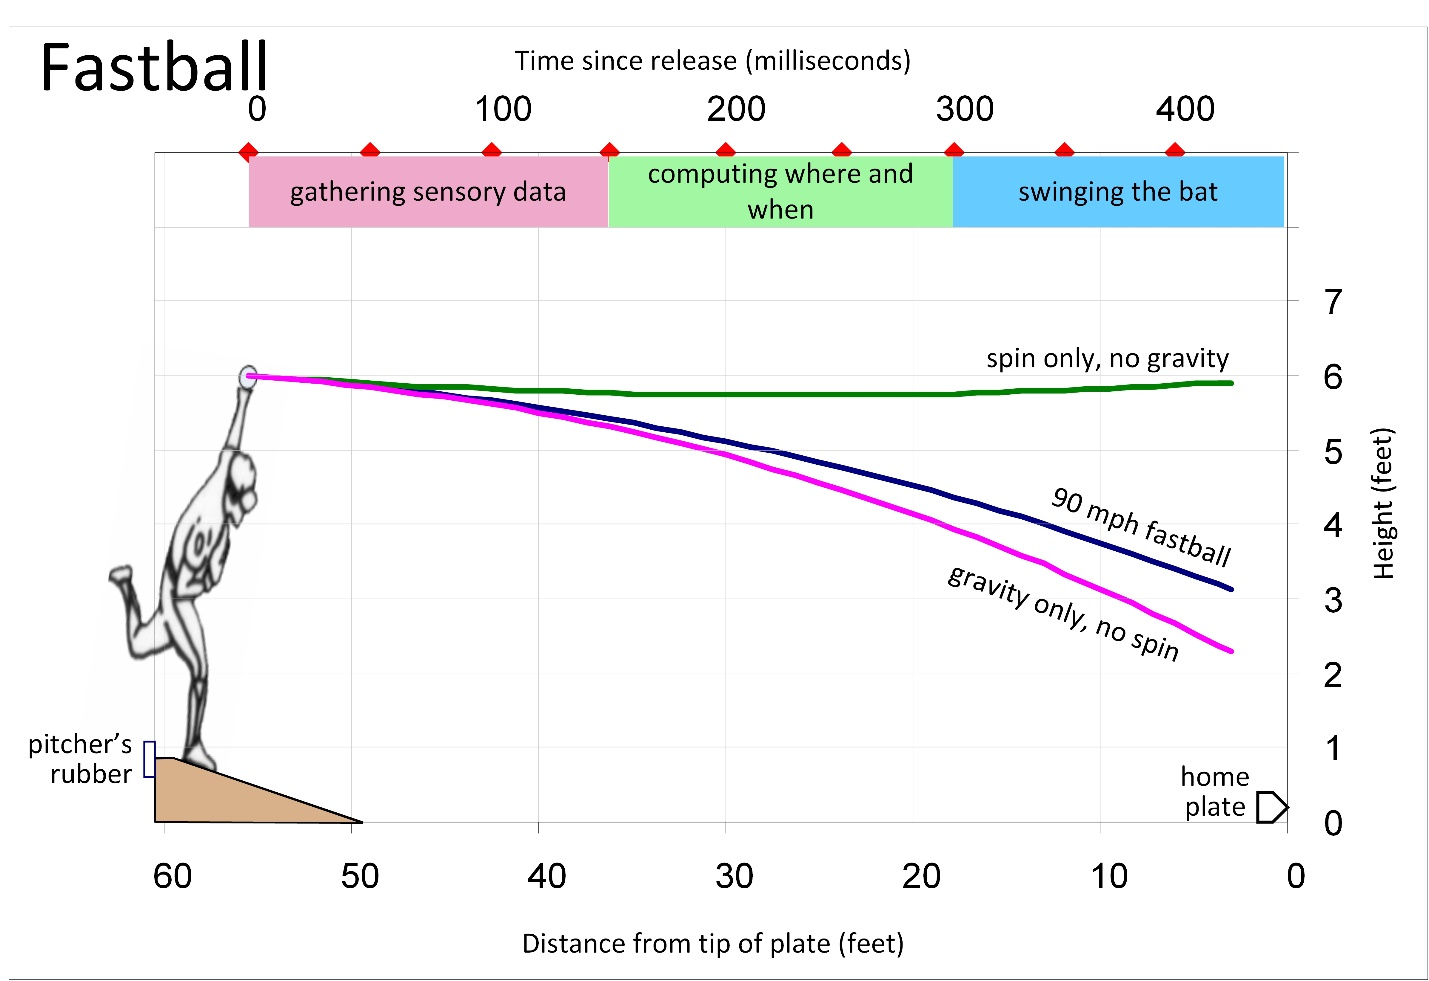 Fastball
Time since release (milliseconds)
0 100 200 300 400
gathering sensory data
computing where and
when
swinging the bat
7
spin only, no gravity
6
5
90 mph fastball
4
gravity only, no spin
3
2
Height (feet)
pitcher's
rubber
1
home
plate
0
60 50 40 30 20 10 0
Distance from tip of plate (feet)